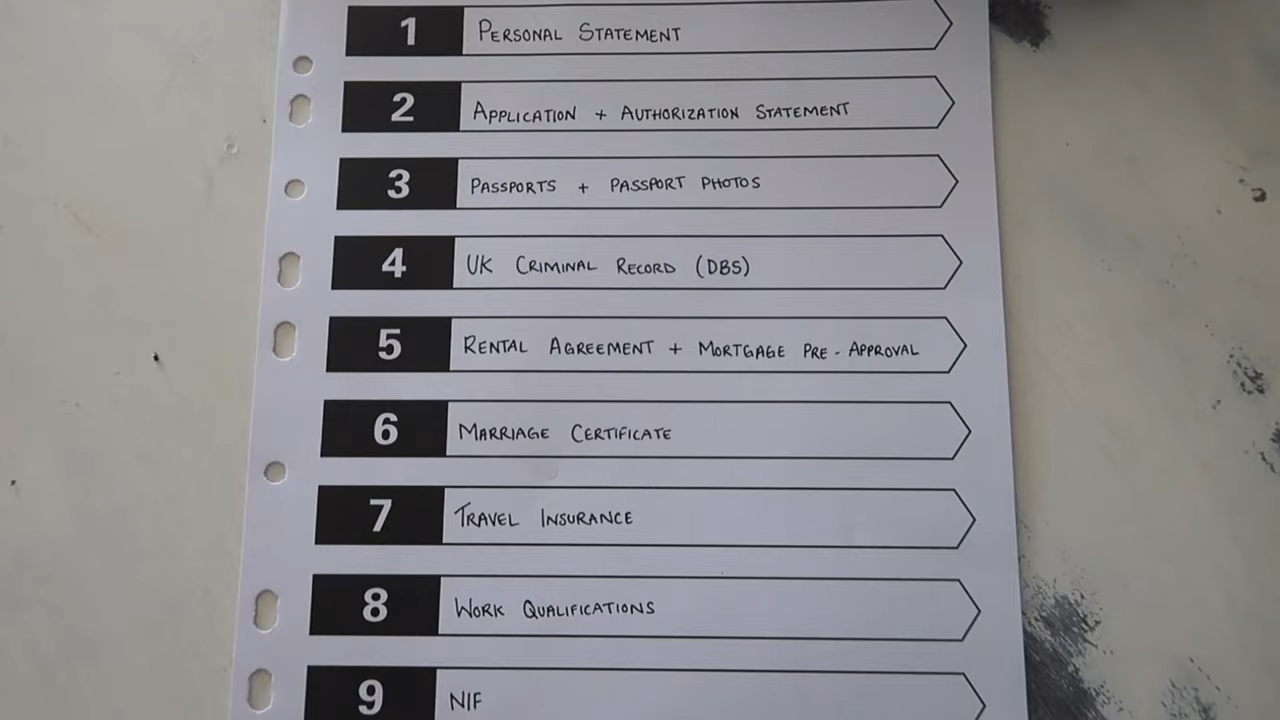 1 PERSONAL STATEMENT
2 APPLICATION + AUTHORIZATION STATEMENT
3 PASSPORTS + PASSPORT PHOTOS
4 UK CRIMINAL RECORD (DBS)
5 RENTAL AGREEMENT + MORTGAGE PRE-APPROVAL
6 MARRIAGE CERTIFICATE
7 TRAVEL INSURANCE
8 WORK QUALIFICATIONS
9 NIF